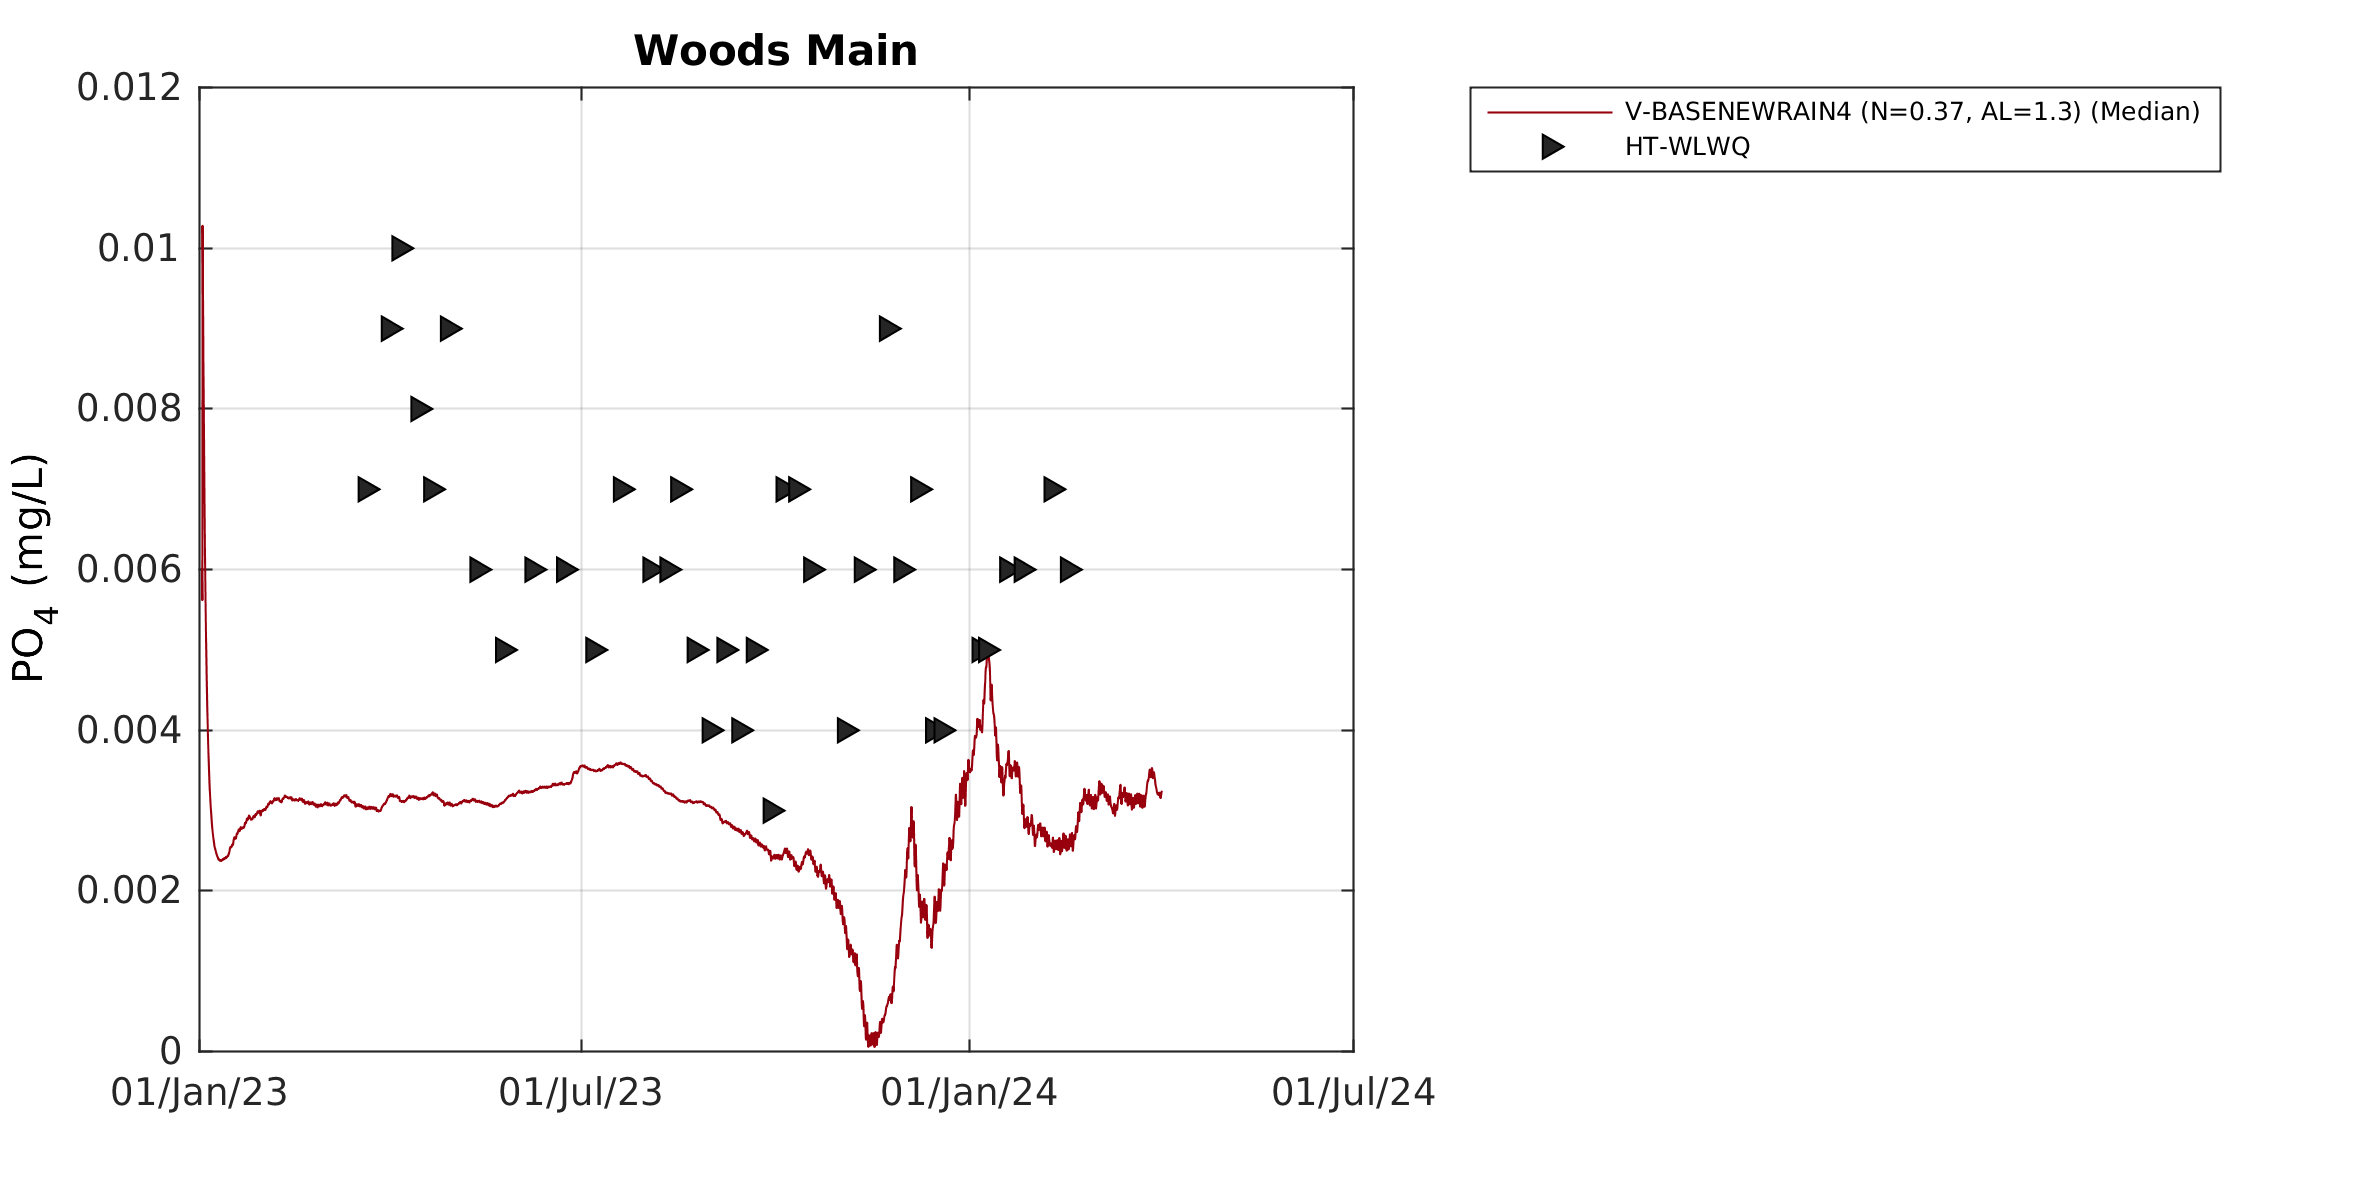 Woods Main
V-BASENEWRAIN4 (N=0.37, AL=1.3) (Median)
HT-WLWQ
PO4 (mg/L)
0.012
0.01
0.008
0.006
0.004
0.002
0
01/Jan/23
01/Jul/23
01/Jan/24
01/Jul/24